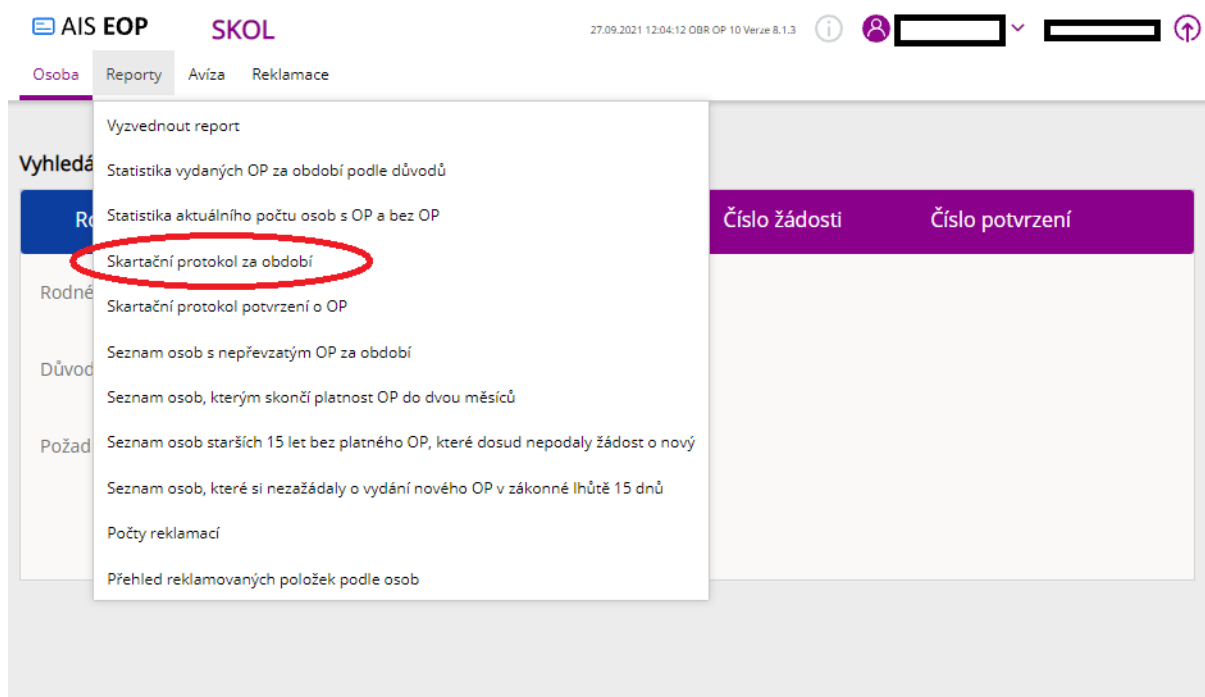 AIS EOP SKOL 27.09.2021 12:04:12 OBR OP 10 Verze 8.1.3
Osoba Reporty Avíza Reklamace
Vyzvednout report
Vyhledá
Statistika vydaných OP za období podle důvodů
Statistika aktuálního počtu osob s OP a bez OP
Číslo žádosti Číslo potvrzení
Skartační protokol za období
Rodné
Skartační protokol potvrzení o OP
Seznam osob s nepřevzatým OP za období
Důvod
Seznam osob, kterým skončí platnost OP do dvou měsíců
Požad
Seznam osob starších 15 let bez platného OP, které dosud nepodaly žádost o nový
Seznam osob, které si nezažádaly o vydání nového OP v zákonné lhůtě 15 dnů
Počty reklamací
Přehled reklamovaných položek podle osob